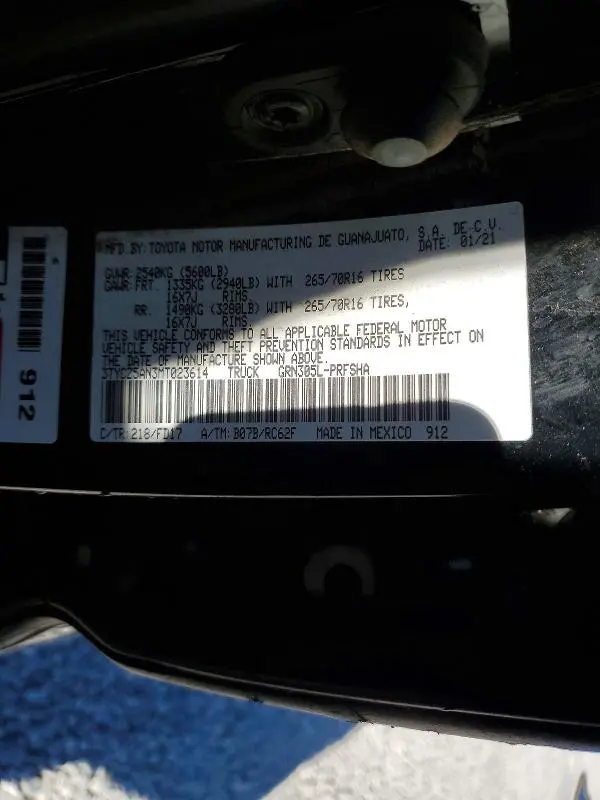 MFD.BY:TOYOTA MOTOR MANUFACTURING DE GUANAJUATO, S.A. DE C.V.
DATE: 01/21
GVWR:2540KG (5600LB)
GAWR:FRT. 1335KG (2940LB) WITH 265/70R16 TIRES
16X7J RIMS,
RR. 1490KG (3280LB) WITH 265/70R16 TIRES,
16X7J RIMS.
THIS VEHICLE CONFORMS TO ALL APPLICABLE FEDERAL MOTOR
VEHICLE SAFETY AND THEFT PREVENTION STANDARDS IN EFFECT ON
THE DATE OF MANUFACTURE SHOWN ABOVE.
3TYCZ5AN3MT023614 TRUCK GRN305L-PRFSHA
C/TR:218/FD17 A/TM:B07B/RC62F MADE IN MEXICO 912
912